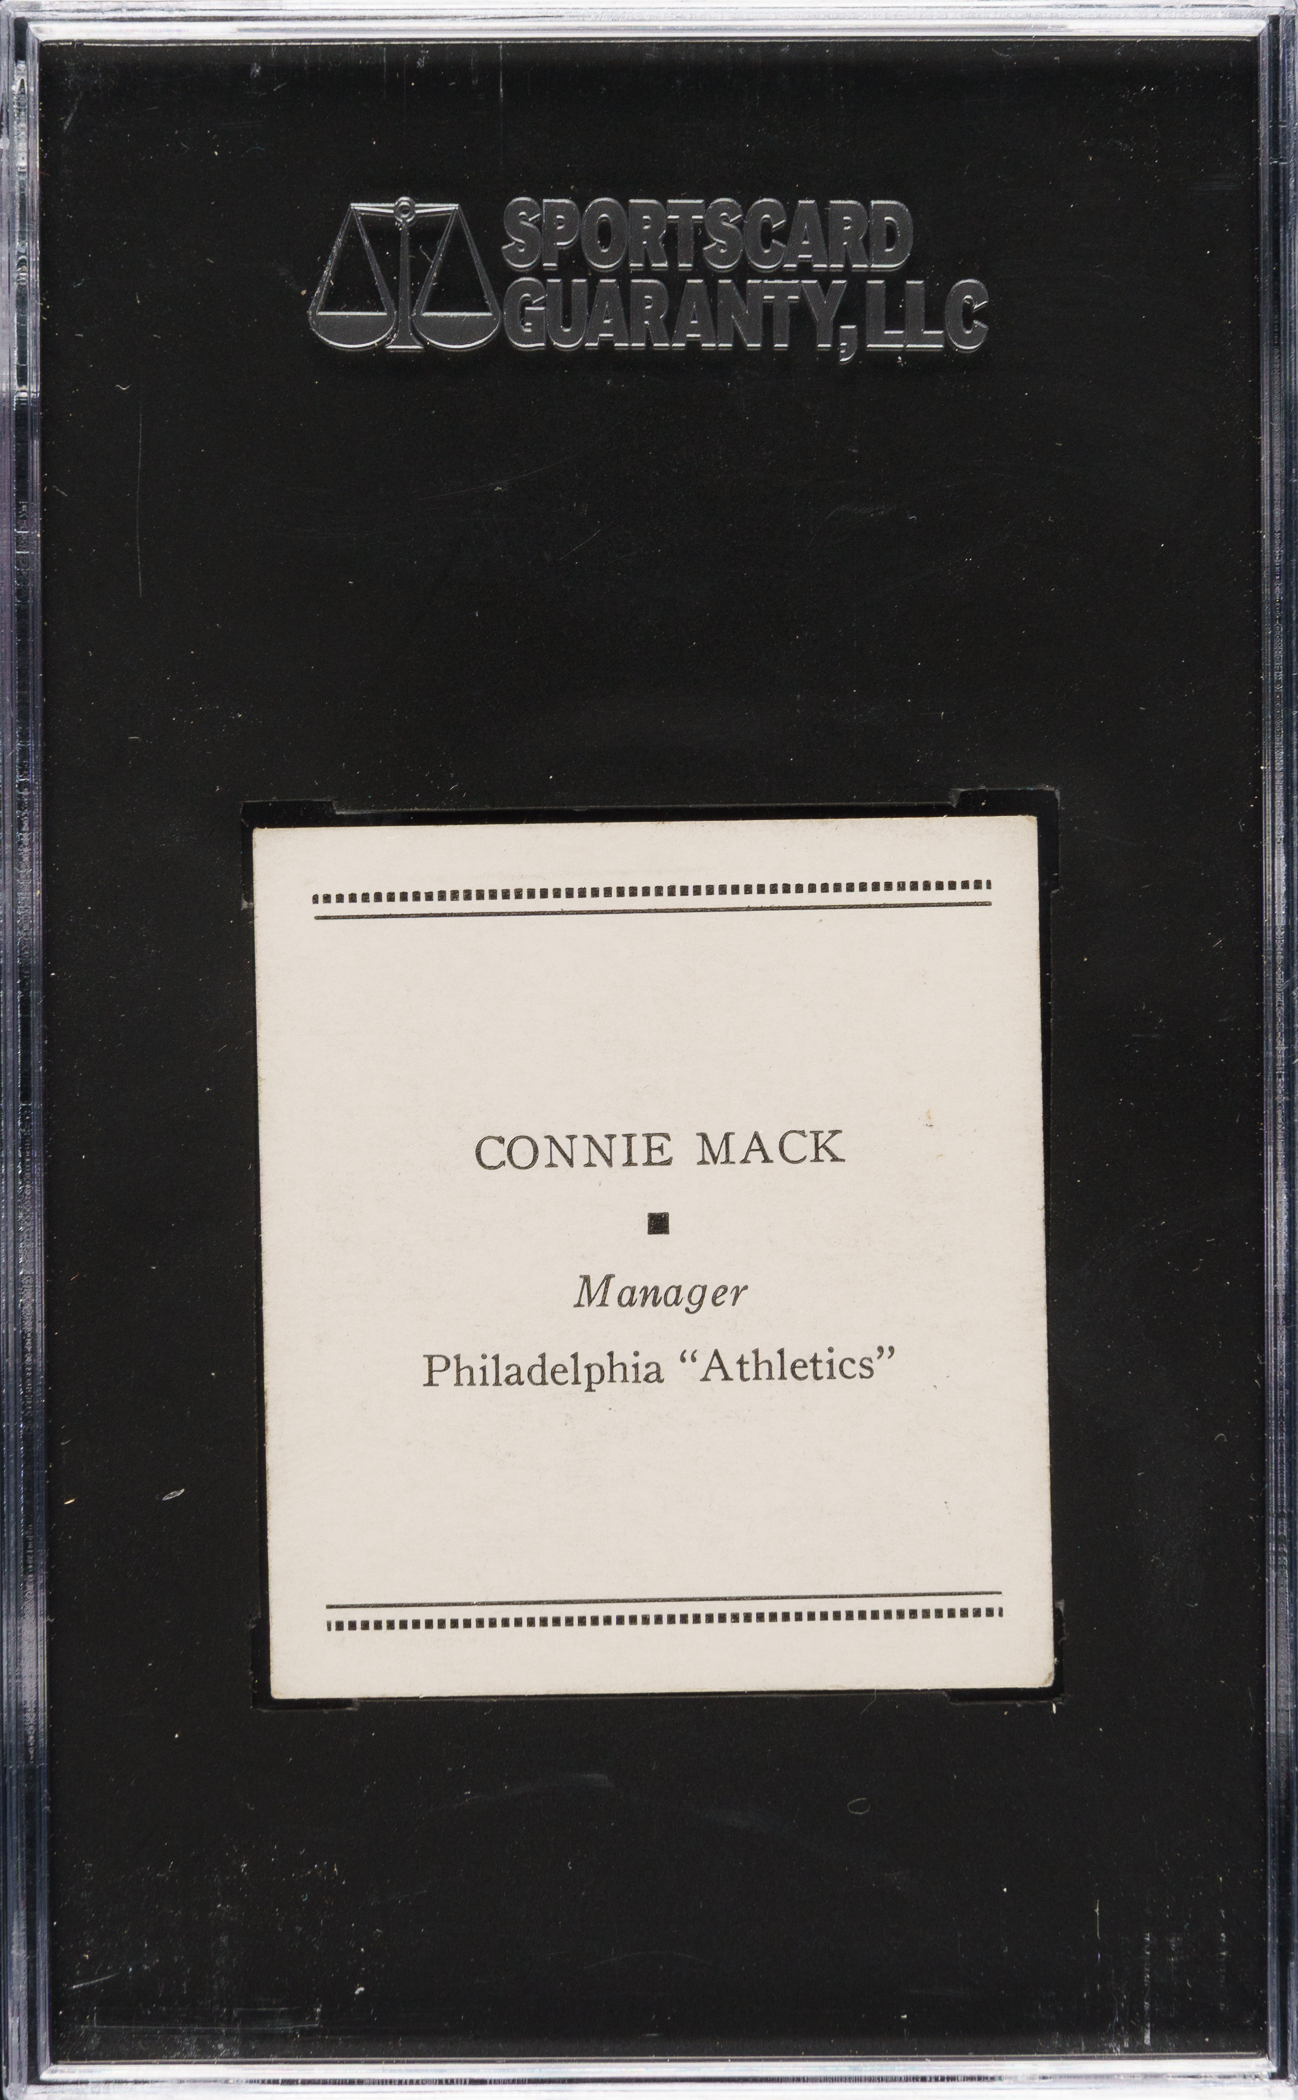 SPORTSCARD
GUARANTY, LLC
CONNIE MACK
Manager
Philadelphia “Athletics”